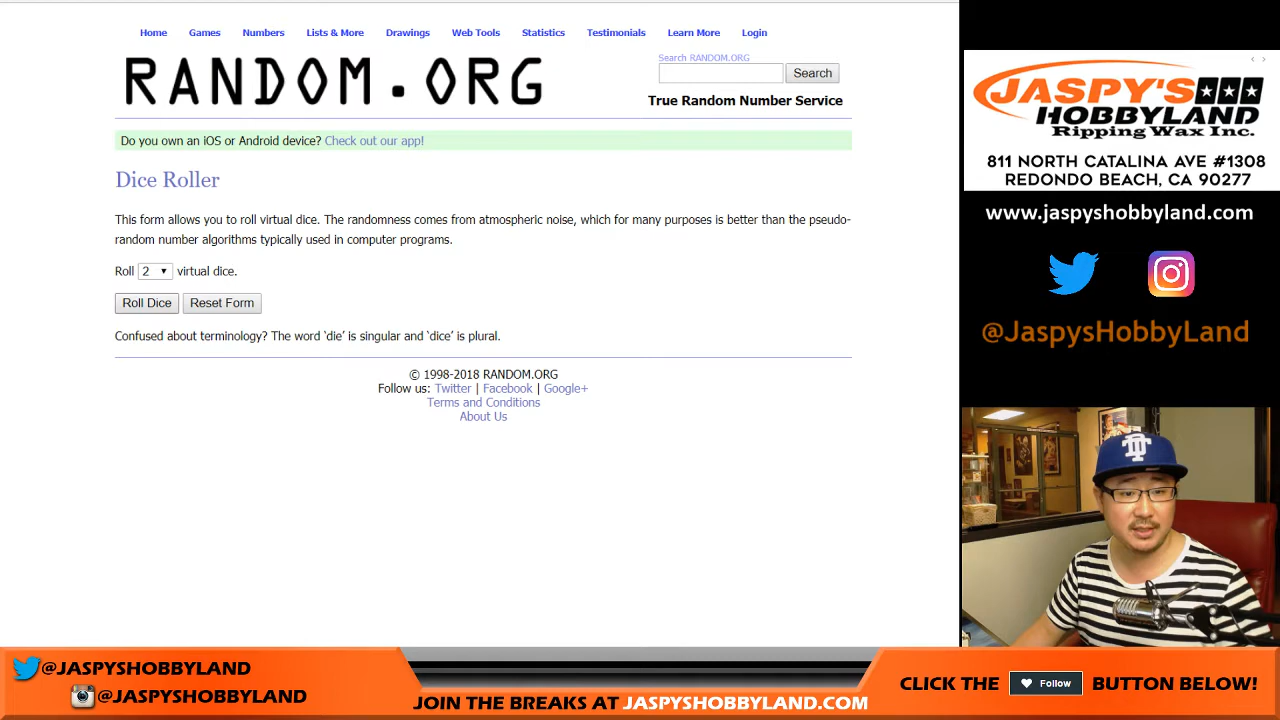 Home Games Numbers Lists & More Drawings Web Tools Statistics Testimonials Learn More Login
RANDOM.ORG
Search RANDOM.ORG
Search
True Random Number Service
Do you own an iOS or Android device? Check out our app!
Dice Roller
This form allows you to roll virtual dice. The randomness comes from atmospheric noise, which for many purposes is better than the pseudo-
random number algorithms typically used in computer programs.
Roll 2 virtual dice.
Roll Dice Reset Form
Confused about terminology? The word ‘die’ is singular and ‘dice’ is plural.
© 1998-2018 RANDOM.ORG
Follow us: Twitter | Facebook | Google+
Terms and Conditions
About Us
JASPY'S
HOBBYLAND
Ripping Wax Inc.
811 NORTH CATALINA AVE #1308
REDONDO BEACH, CA 90277
www.jaspyshobbyland.com
@JaspysHobbyLand
@JASPYSHOBBYLAND
@JASPYSHOBBYLAND
JOIN THE BREAKS AT JASPYSHOBBYLAND.COM
CLICK THE Follow BUTTON BELOW!